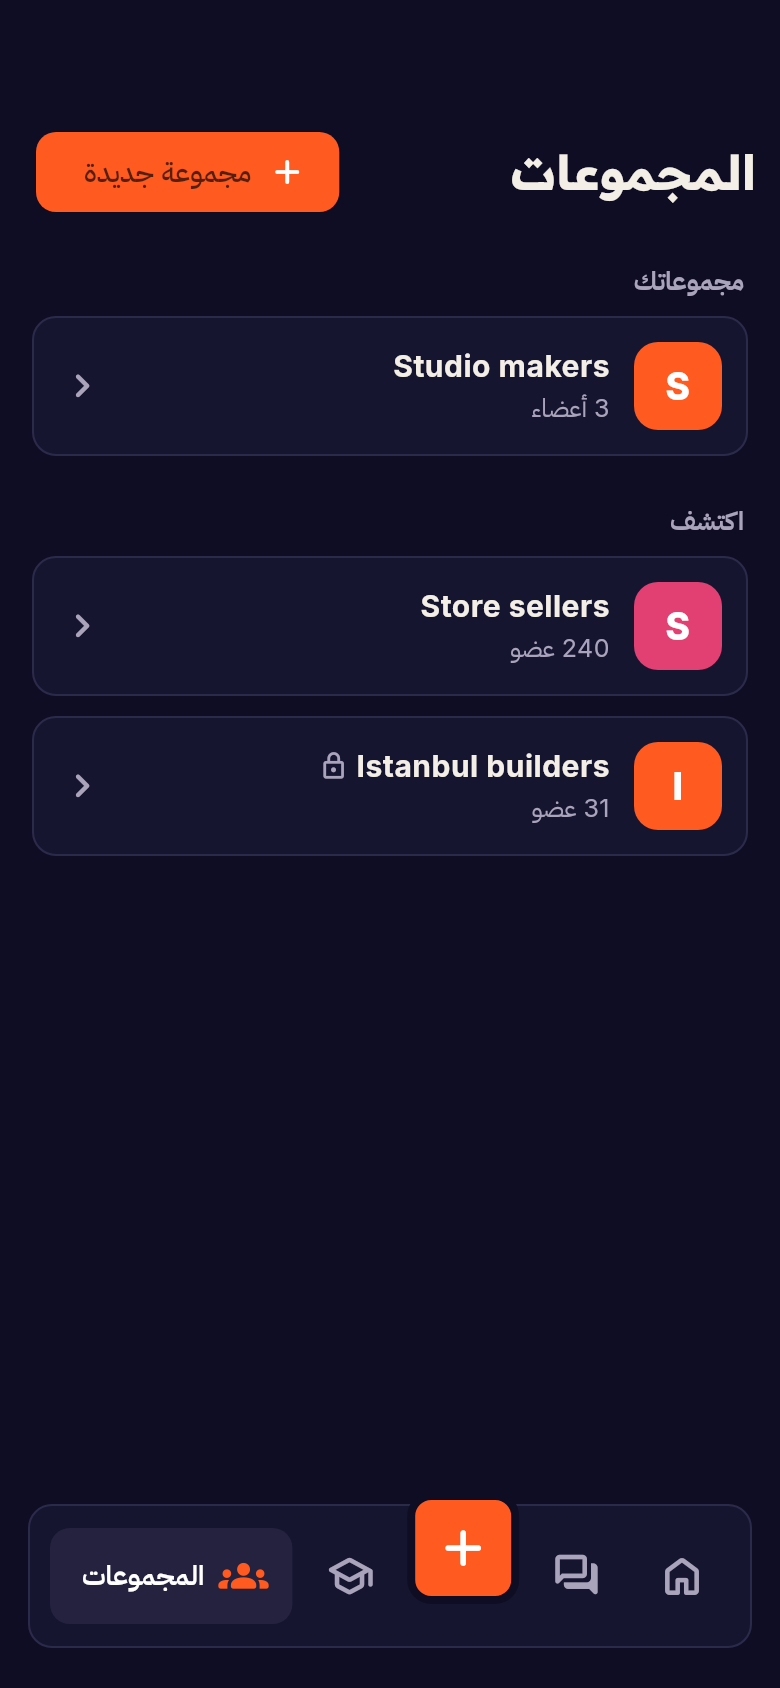 المجموعات
مجموعة جديدة
مجموعاتك
S
Studio makers
3 أعضاء
اكتشف
S
Store sellers
240 عضو
I
Istanbul builders
31 عضو
المجموعات